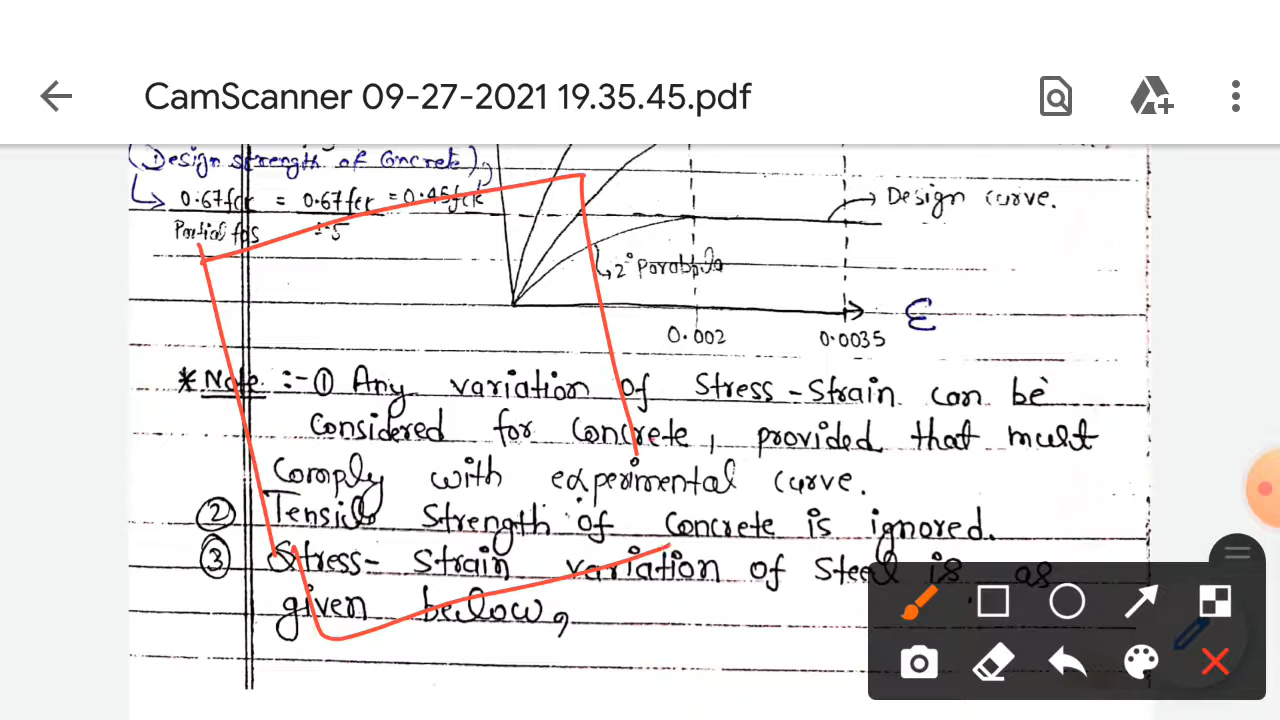 CamScanner 09-27-2021 19.35.45.pdf
(Design strength of Concrete),
0.67fck = 0.67fck = 0.45fck
Partial fos 1.5
Design curve.
2° Parabola
ε
0.002 0.0035
*Note :- ① Any variation of Stress-Strain can be
Considered for Concrete, provided that must
Comply with experimental curve.
② Tensile Strength of Concrete is ignored.
③ Stress-Strain variation of Steel is as
given below,